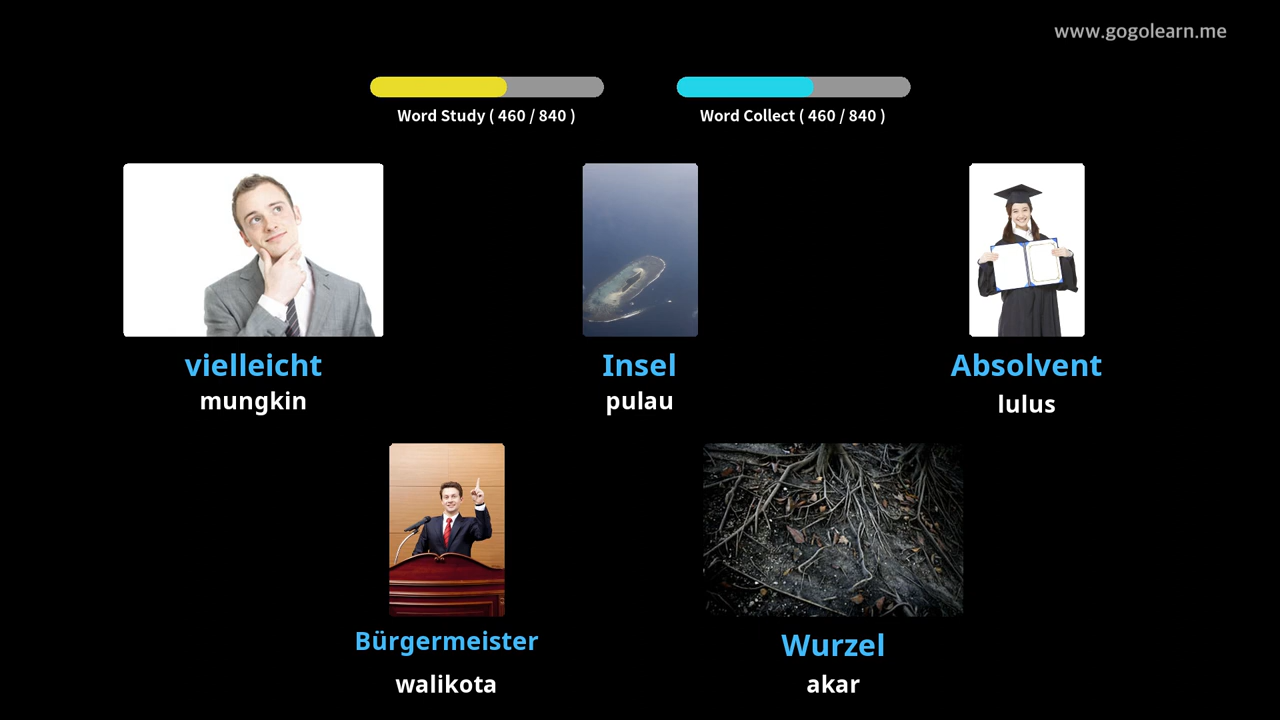 www.gogolearn.me
Word Study ( 460 / 840 )
Word Collect ( 460 / 840 )
vielleicht
mungkin
Insel
pulau
Absolvent
lulus
Bürgermeister
walikota
Wurzel
akar